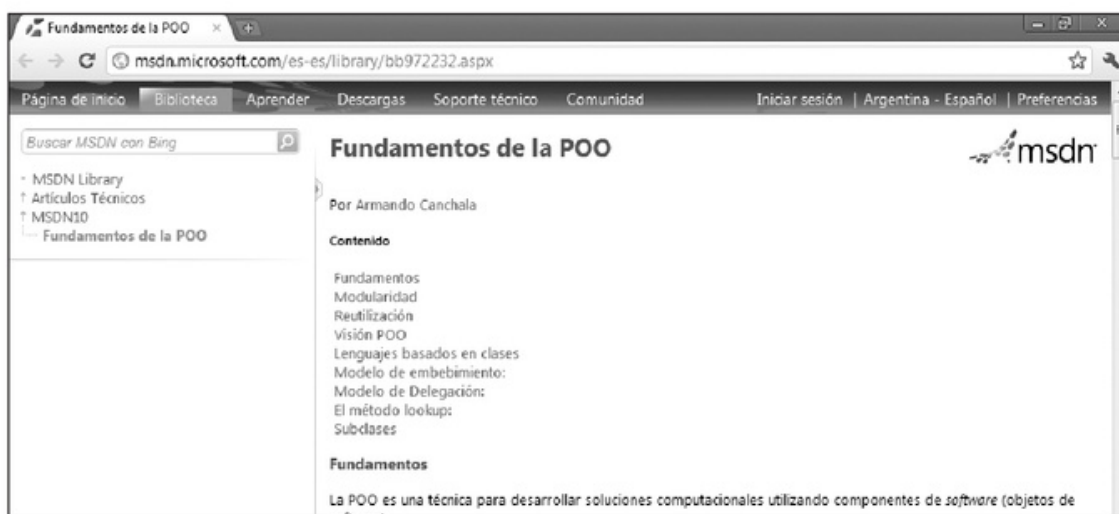 Fundamentos de la POO
msdn.microsoft.com/es-es/library/bb972232.aspx
Página de inicio Biblioteca Aprender Descargas Soporte técnico Comunidad Iniciar sesión | Argentina - Español | Preferencias
Buscar MSDN con Bing
MSDN Library
Artículos Técnicos
MSDN10
Fundamentos de la POO
Fundamentos de la POO
msdn
Por Armando Canchala
Contenido
Fundamentos
Modularidad
Reutilización
Visión POO
Lenguajes basados en clases
Modelo de embebimiento:
Modelo de Delegación:
El método lookup:
Subclases
Fundamentos
La POO es una técnica para desarrollar soluciones computacionales utilizando componentes de software (objetos de